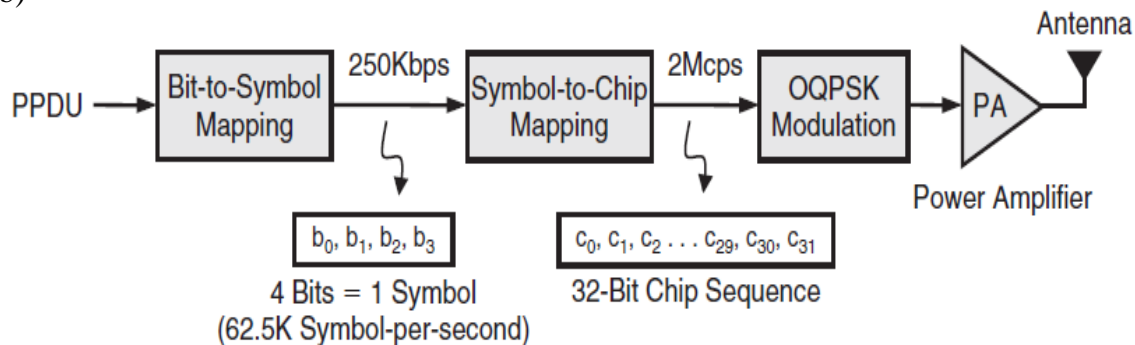 Antenna
250Kbps
2Mcps
PPDU
Bit-to-Symbol
Mapping
Symbol-to-Chip
Mapping
OQPSK
Modulation
PA
Power Amplifier
b0, b1, b2, b3
c0, c1, c2 . . . c29, c30, c31
4 Bits = 1 Symbol
(62.5K Symbol-per-second)
32-Bit Chip Sequence